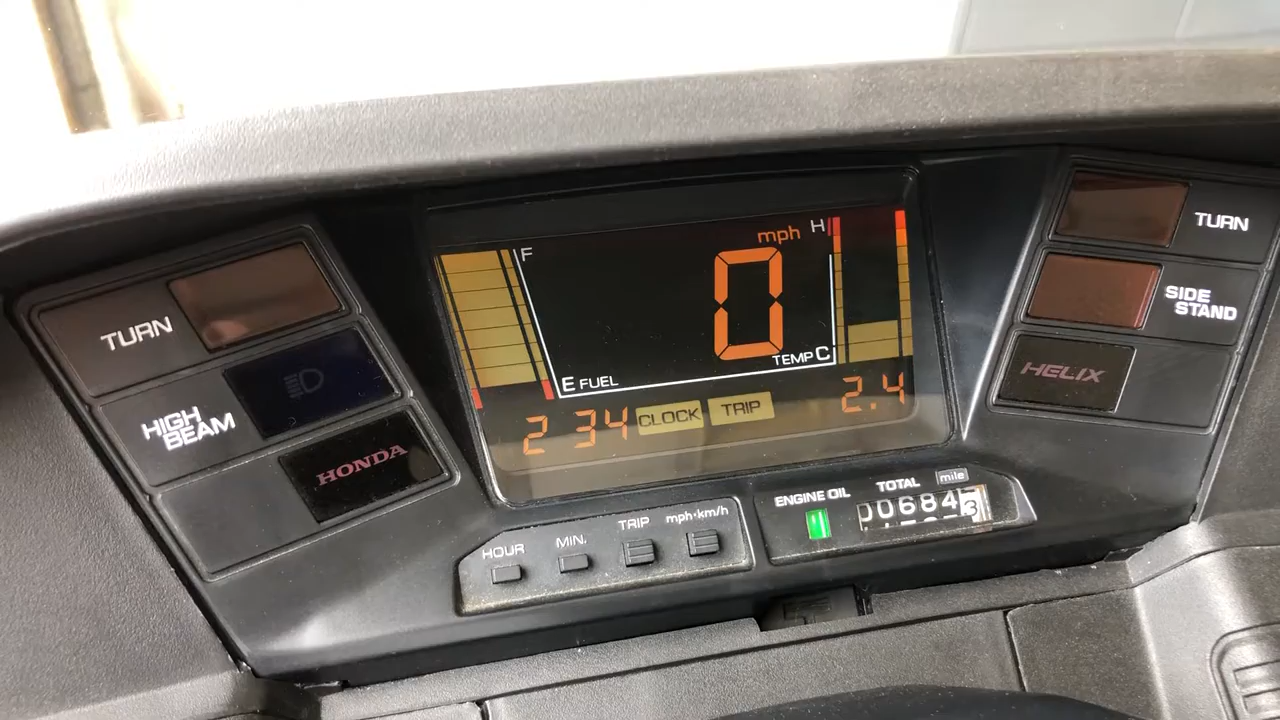 TURN
HIGH
BEAM
HONDA
F
E FUEL
mph
H
0
TEMP C
2 34
CLOCK
TRIP
2.4
HOUR
MIN.
TRIP
mph·km/h
ENGINE OIL
TOTAL
mile
00684 3
TURN
SIDE
STAND
HELIX